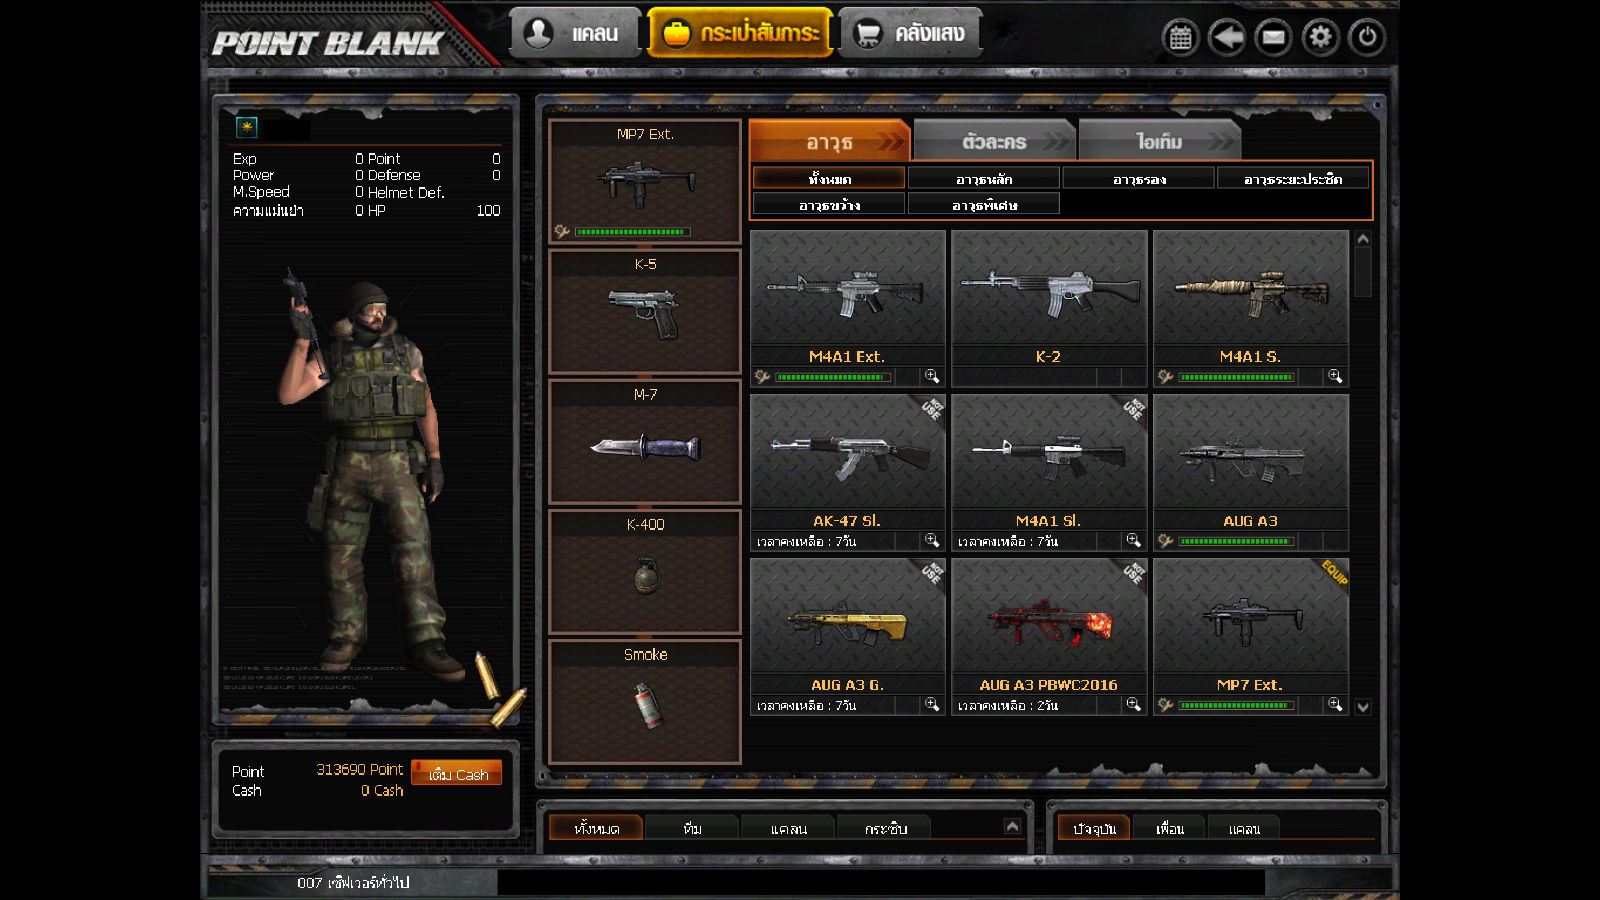 POINT BLANK
แคลน
กระเป๋าสัมภาระ
คลังแสง
Exp 0 Point 0
Power 0 Defense 0
M.Speed 0 Helmet Def.
ความแม่นยำ 0 HP 100
MP7 Ext.
K-5
M-7
K-400
Smoke
อาวุธ
ตัวละคร
ไอเท็ม
ทั้งหมด
อาวุธหลัก
อาวุธรอง
อาวุธระยะประชิด
อาวุธขว้าง
อาวุธพิเศษ
M4A1 Ext.
K-2
M4A1 S.
NOT USE
NOT USE
AK-47 Sl.
M4A1 Sl.
AUG A3
เวลาคงเหลือ : 7วัน
เวลาคงเหลือ : 7วัน
NOT USE
NOT USE
EQUIP
AUG A3 G.
AUG A3 PBWC2016
MP7 Ext.
เวลาคงเหลือ : 7วัน
เวลาคงเหลือ : 2วัน
Point 313690 Point
เติม Cash
Cash 0 Cash
ทั้งหมด
ทีม
แคลน
กระซิบ
ปัจจุบัน
เพื่อน
แคลน
007 เซิฟเวอร์ทั่วไป